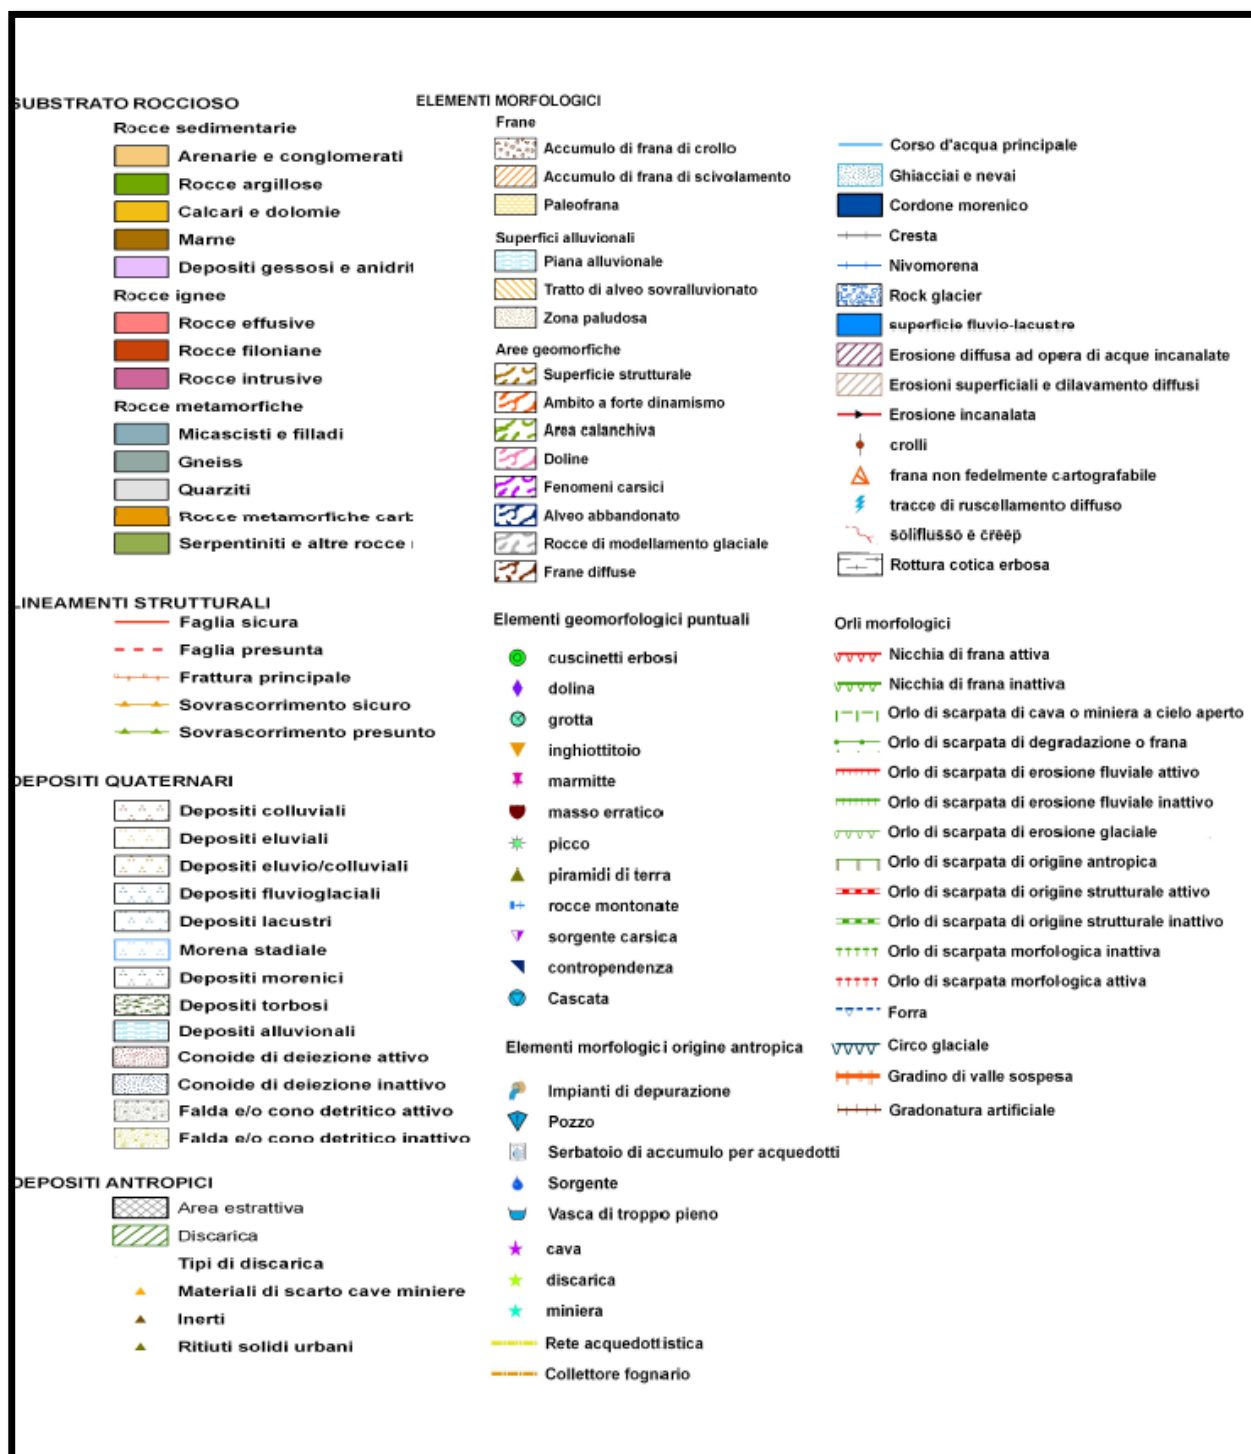 SUBSTRATO ROCCIOSO
Rocce sedimentarie
Arenarie e conglomerati
Rocce argillose
Calcari e dolomie
Marne
Depositi gessosi e anidrit
Rocce ignee
Rocce effusive
Rocce filoniane
Rocce intrusive
Rocce metamorfiche
Micascisti e filladi
Gneiss
Quarziti
Rocce metamorfiche carb
Serpentiniti e altre rocce
LINEAMENTI STRUTTURALI
Faglia sicura
Faglia presunta
Frattura principale
Sovrascorrimento sicuro
Sovrascorrimento presunto
DEPOSITI QUATERNARI
Depositi colluviali
Depositi eluviali
Depositi eluvio/colluviali
Depositi fluvioglaciali
Depositi lacustri
Morena stadiale
Depositi morenici
Depositi torbosi
Depositi alluvionali
Conoide di deiezione attivo
Conoide di deiezione inattivo
Falda e/o cono detritico attivo
Falda e/o cono detritico inattivo
DEPOSITI ANTROPICI
Area estrattiva
Discarica
Tipi di discarica
Materiali di scarto cave miniere
Inerti
Rifiuti solidi urbani
ELEMENTI MORFOLOGICI
Frane
Accumulo di frana di crollo
Accumulo di frana di scivolamento
Paleofrana
Superfici alluvionali
Piana alluvionale
Tratto di alveo sovralluvionato
Zona paludosa
Aree geomorfiche
Superficie strutturale
Ambito a forte dinamismo
Area calanchiva
Doline
Fenomeni carsici
Alveo abbandonato
Rocce di modellamento glaciale
Frane diffuse
Elementi geomorfologici puntuali
cuscinetti erbosi
dolina
grotta
inghiottitoio
marmitte
masso erratico
picco
piramidi di terra
rocce montonate
sorgente carsica
contropendenza
Cascata
Elementi morfologici origine antropica
Impianti di depurazione
Pozzo
Serbatoio di accumulo per acquedotti
Sorgente
Vasca di troppo pieno
cava
discarica
miniera
Rete acquedottistica
Collettore fognario
Corso d'acqua principale
Ghiacciai e nevai
Cordone morenico
Cresta
Nivomorena
Rock glacier
superficie fluvio-lacustre
Erosione diffusa ad opera di acque incanalate
Erosioni superficiali e dilavamento diffusi
Erosione incanalata
crolli
frana non fedelmente cartografabile
tracce di ruscellamento diffuso
soliflusso e creep
Rottura cotica erbosa
Orli morfologici
Nicchia di frana attiva
Nicchia di frana inattiva
Orlo di scarpata di cava o miniera a cielo aperto
Orlo di scarpata di degradazione o frana
Orlo di scarpata di erosione fluviale attivo
Orlo di scarpata di erosione fluviale inattivo
Orlo di scarpata di erosione glaciale
Orlo di scarpata di origine antropica
Orlo di scarpata di origine strutturale attivo
Orlo di scarpata di origine strutturale inattivo
Orlo di scarpata morfologica inattiva
Orlo di scarpata morfologica attiva
Forra
Circo glaciale
Gradino di valle sospesa
Gradonatura artificiale